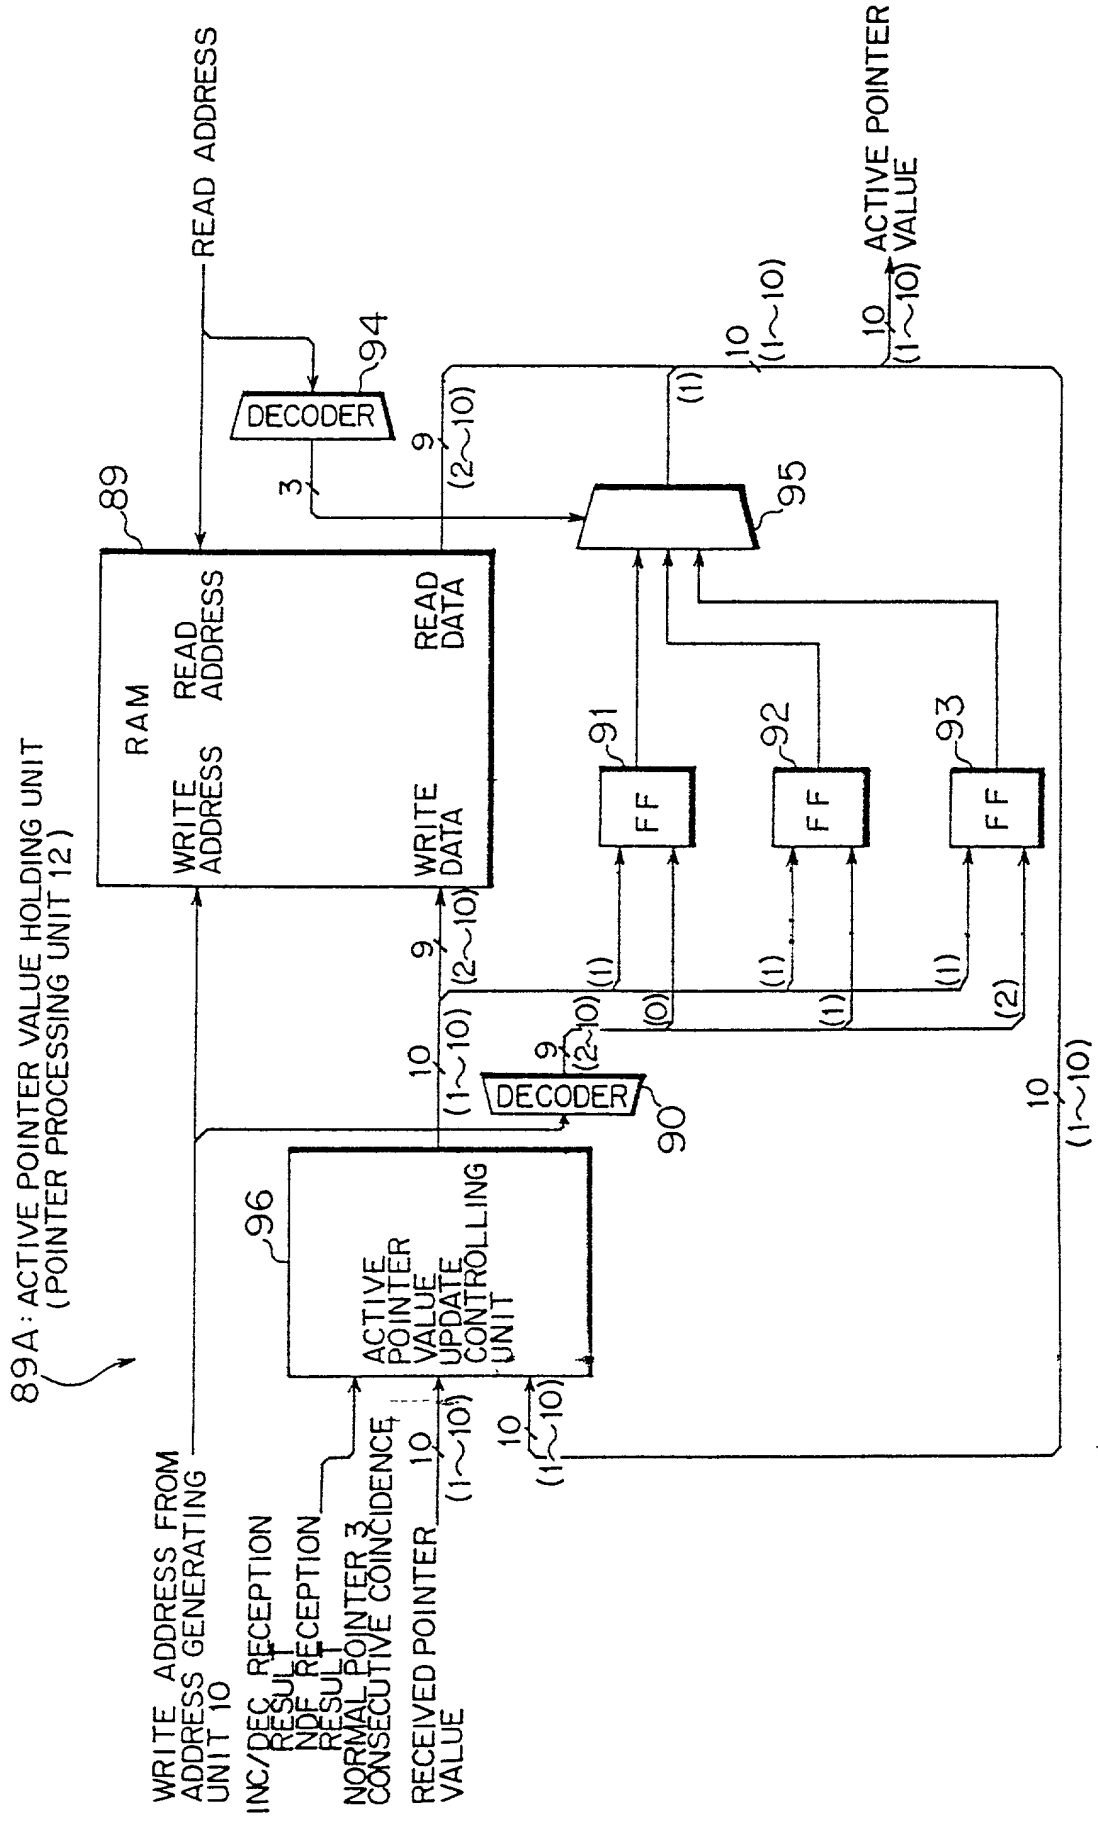 89A: ACTIVE POINTER VALUE HOLDING UNIT
(POINTER PROCESSING UNIT 12)
WRITE ADDRESS FROM
ADDRESS GENERATING
UNIT 10
INC/DEC RECEPTION
RESULT
NDF RECEPTION
RESULT
NORMAL POINTER 3
CONSECUTIVE COINCIDENCE
RECEIVED POINTER
VALUE
10
(1~10)
10
(1~10)
96
ACTIVE
POINTER
VALUE
UPDATE
CONTROLLING
UNIT
10
(1~10)
DECODER
90
9
(2~10)
9
(2~10)
(1)
(0)
(1)
(1)
(1)
(2)
89
RAM
WRITE
ADDRESS
READ
ADDRESS
WRITE
DATA
READ
DATA
FF
91
FF
92
FF
93
READ ADDRESS
DECODER
94
3
9
(2~10)
95
(1)
10
(1~10)
10
(1~10)
ACTIVE POINTER
VALUE
10
(1~10)